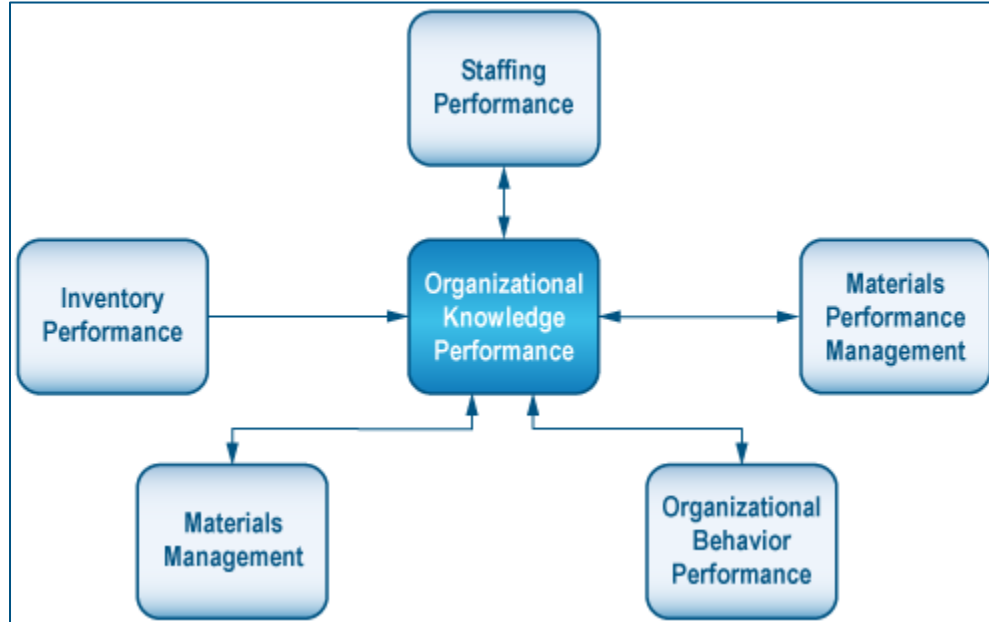 Staffing
Performance
Inventory
Performance
Organizational
Knowledge
Performance
Materials
Performance
Management
Materials
Management
Organizational
Behavior
Performance